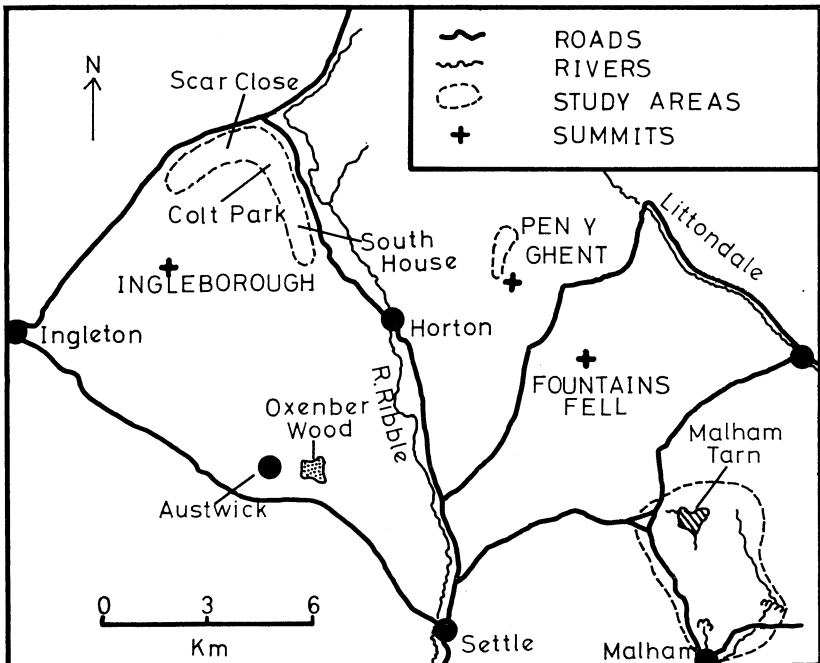 N
ROADS
RIVERS
STUDY AREAS
SUMMITS
Scar Close
Colt Park
South
House
PEN Y
GHENT
Littondale
INGLEBOROUGH
Ingleton
Horton
R. Ribble
FOUNTAINS
FELL
Oxenber
Wood
Malham
Tarn
Austwick
0 3 6
Km
Settle
Malham